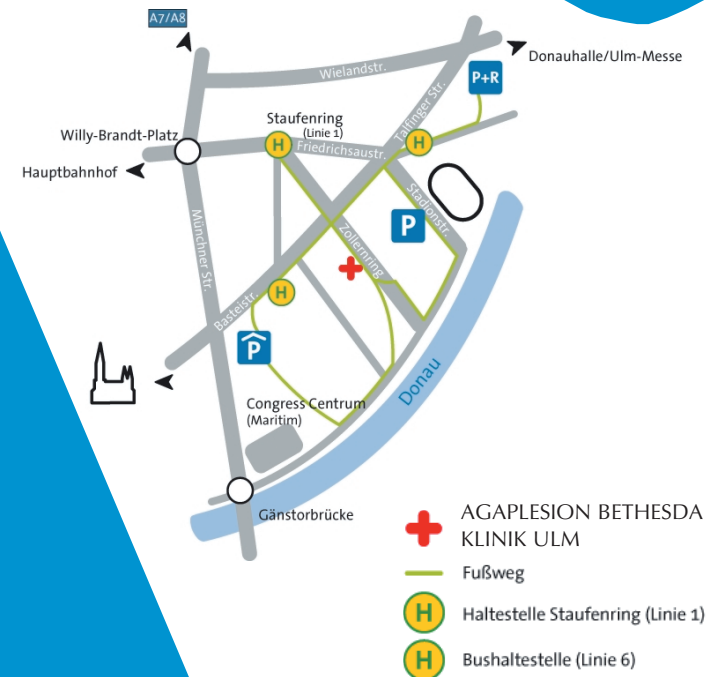 A7/A8
Donauhalle/Ulm-Messe
Wielandstr.
P+R
Talfinger Str.
Staufenring
(Linie 1)
Willy-Brandt-Platz
H
Friedrichsaustr.
H
Hauptbahnhof
Stadionstr.
Münchner Str.
P
Zollernring
H
Basteistr.
P
Donau
Congress Centrum
(Maritim)
Gänstorbrücke
AGAPLESION BETHESDA
KLINIK ULM
Fußweg
H Haltestelle Staufenring (Linie 1)
H Bushaltestelle (Linie 6)